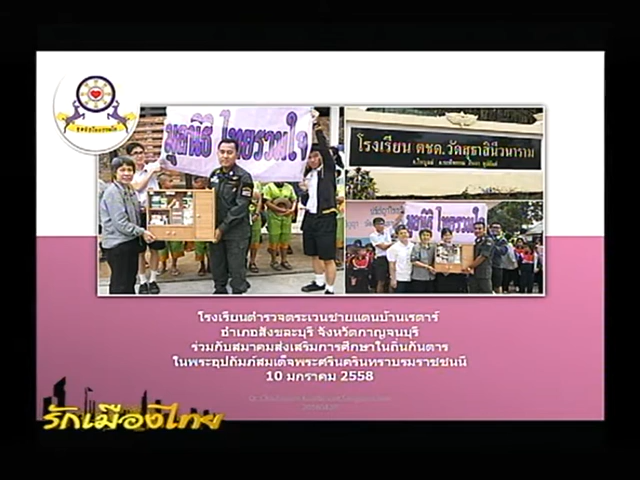 มูลนิธิ ไทยรวมใจ
โรงเรียน ตชด. วัดสุธาสินีวนาราม
มูลนิธิ ไทยรวมใจ
โรงเรียนตำรวจตระเวนชายแดนบ้านเรดาร์
อำเภอสังขละบุรี จังหวัดกาญจนบุรี
ร่วมกับสมาคมส่งเสริมการศึกษาในถิ่นกันดาร
ในพระอุปถัมภ์สมเด็จพระศรีนครินทราบรมราชชนนี
10 มกราคม 2558
รักเมืองไทย